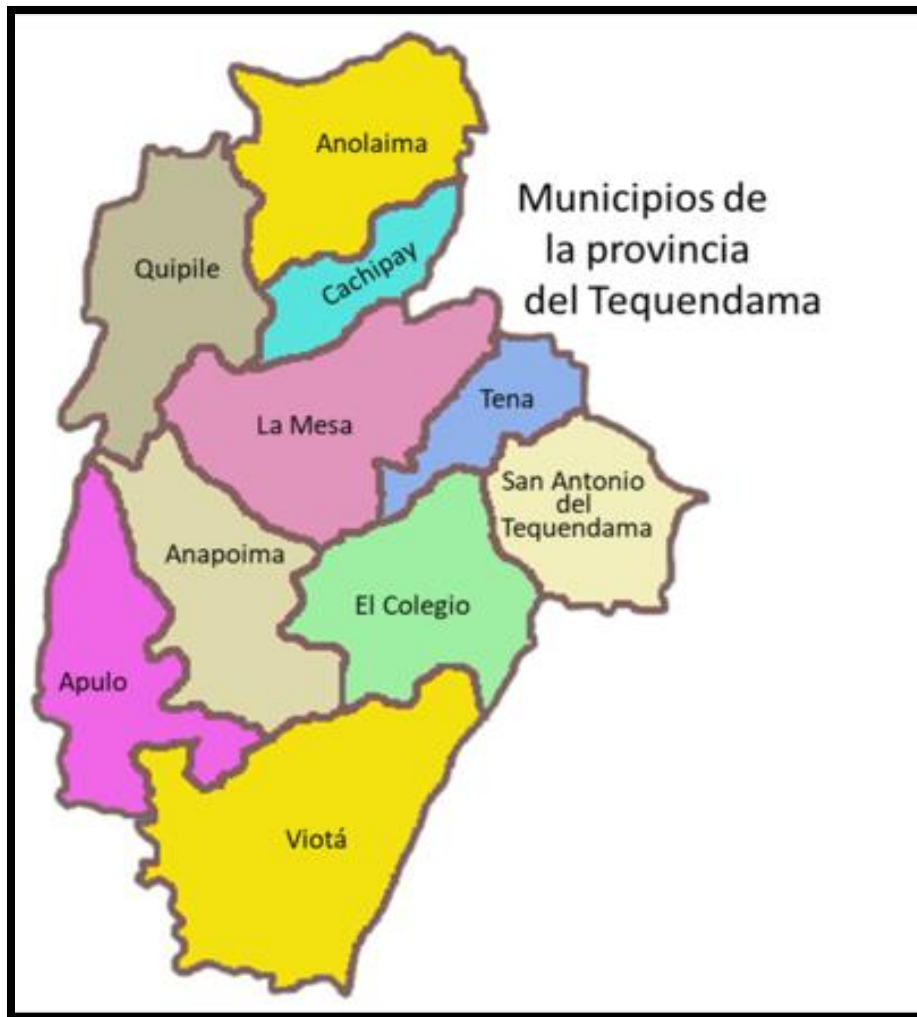 Anolaima
Municipios de
la provincia
del Tequendama
Quipile
Cachipay
Tena
La Mesa
San Antonio
del
Tequendama
Anapoima
El Colegio
Apulo
Viotá